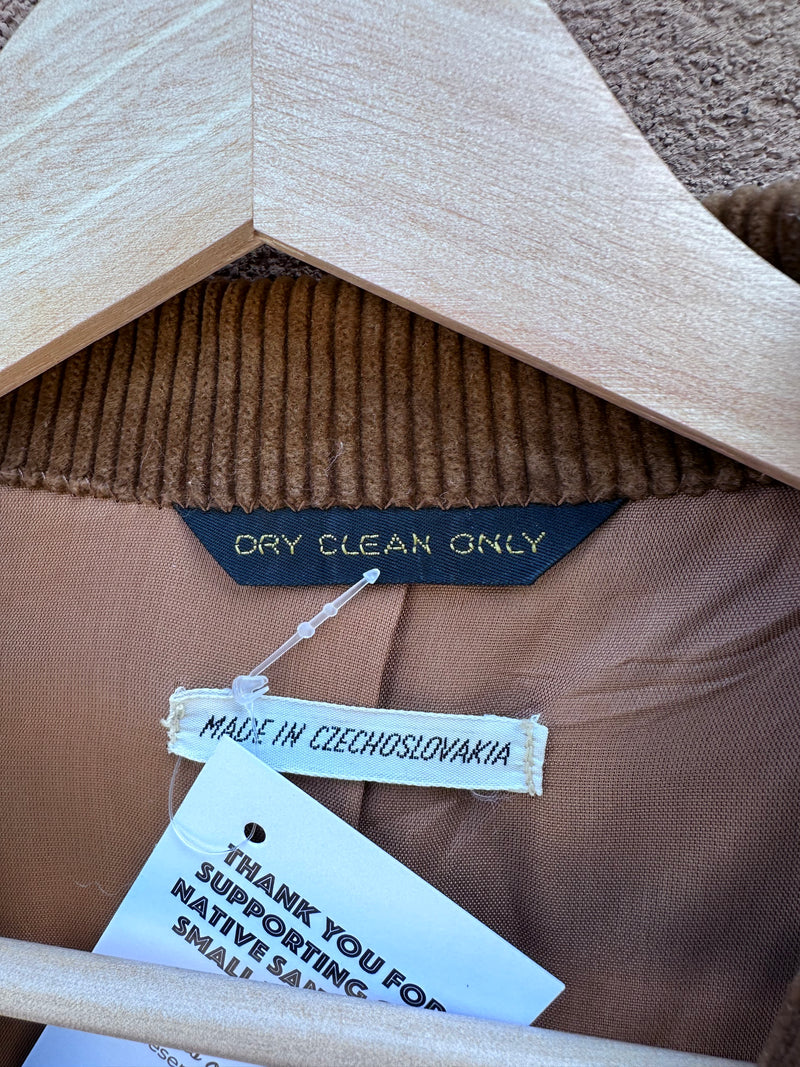 DRY CLEAN ONLY
MADE IN CZECHOSLOVAKIA
THANK YOU FOR
SUPPORTING
NATIVE
SMALL